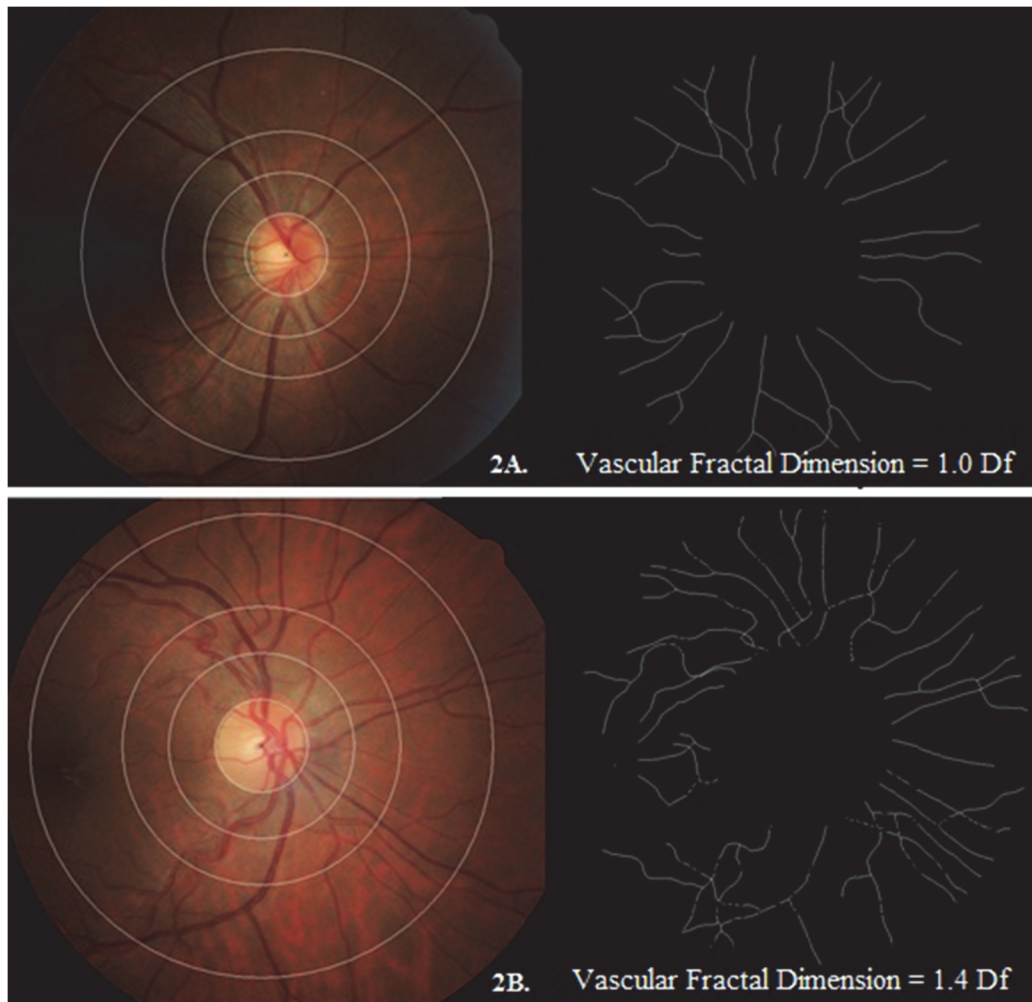 2A. Vascular Fractal Dimension = 1.0 Df
2B. Vascular Fractal Dimension = 1.4 Df